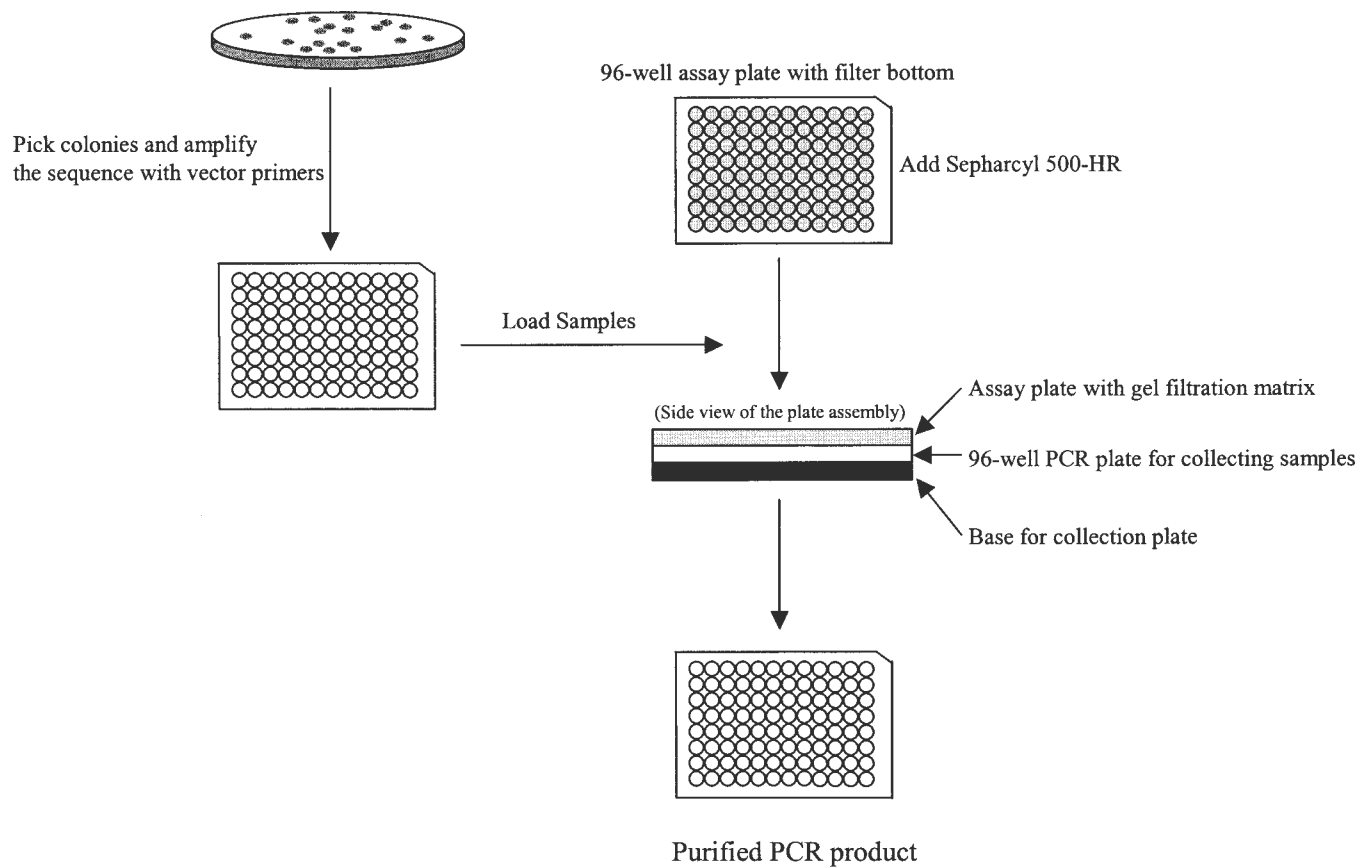 96-well assay plate with filter bottom
Pick colonies and amplify
the sequence with vector primers
Add Sepharcyl 500-HR
Load Samples
(Side view of the plate assembly)
Assay plate with gel filtration matrix
96-well PCR plate for collecting samples
Base for collection plate
Purified PCR product